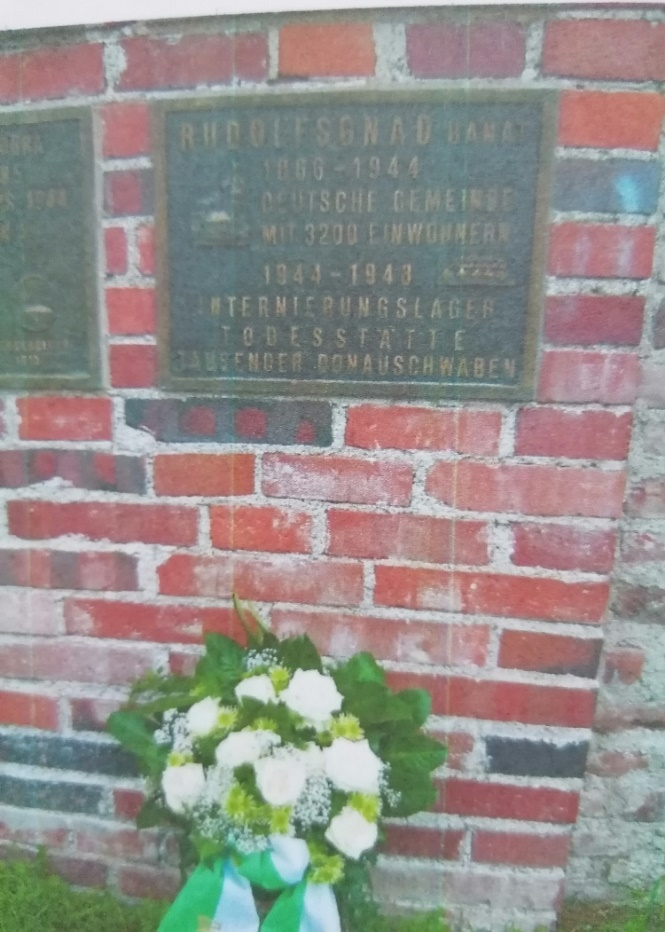 RUDOLFSGNAD BANAT
1866-1944
DEUTSCHE GEMEINDE
MIT 3200 EINWOHNERN
1944-1948
INTERNIERUNGSLAGER
TODESSTÄTTE
TAUSENDER DONAUSCHWABEN